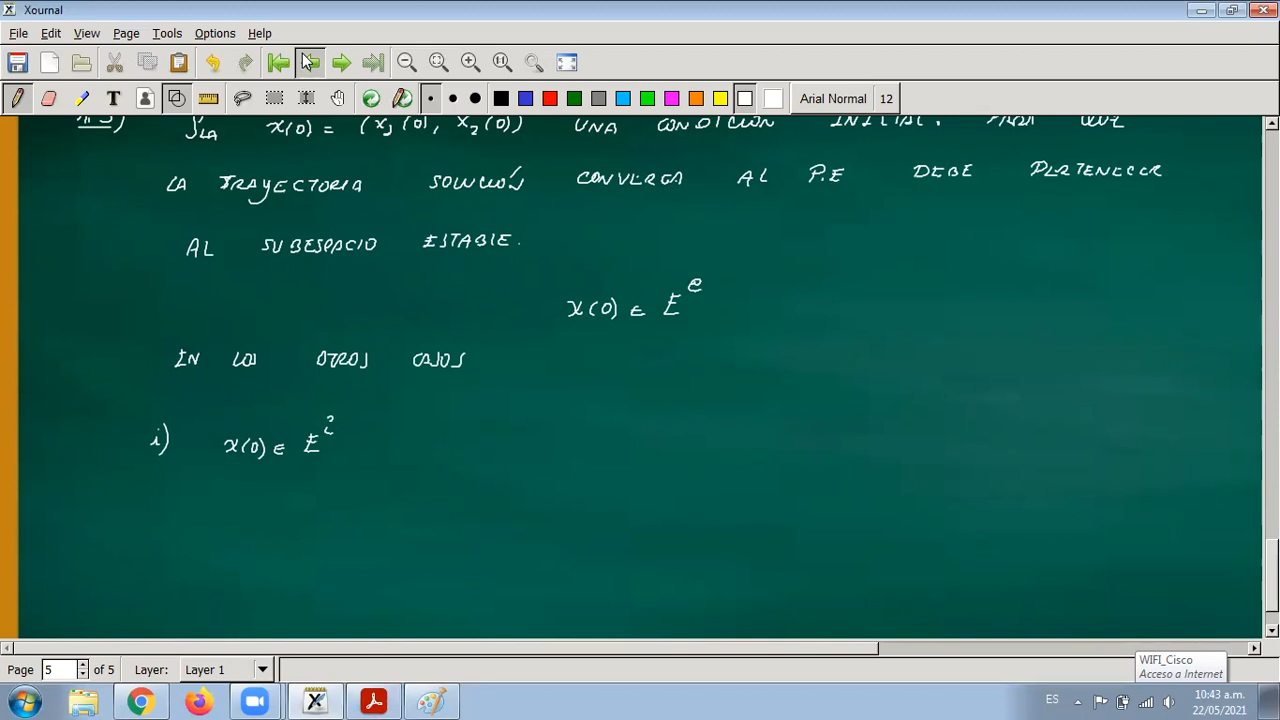 Xournal
File Edit View Page Tools Options Help
Arial Normal 12
x(0) = (x₁(0), x₂(0)) UNA CONDICIÓN INICIAL. PARA QUE
LA TRAYECTORIA SOLUCIÓN CONVERGA AL P.E DEBE PERTENECER
AL SUBESPACIO ESTABLE.
x(0) ∈ E^e
EN LOS OTROS CASOS
i) x(0) ∈ E^i
Page 5 of 5 Layer: Layer 1
WIFI_Cisco
Acceso a Internet
ES 10:43 a.m.
22/05/2021